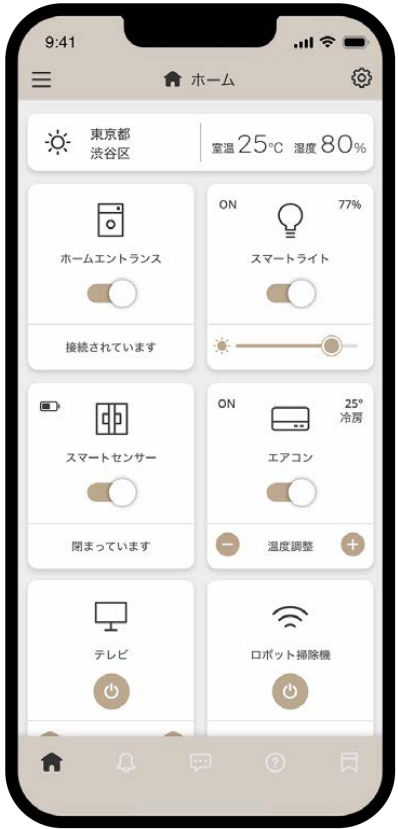 9:41
ホーム
東京都
渋谷区
室温 25°C 湿度 80%
ホームエントランス
接続されています
ON 77%
スマートライト
スマートセンサー
閉まっています
ON 25°
冷房
エアコン
温度調整
テレビ
ロボット掃除機